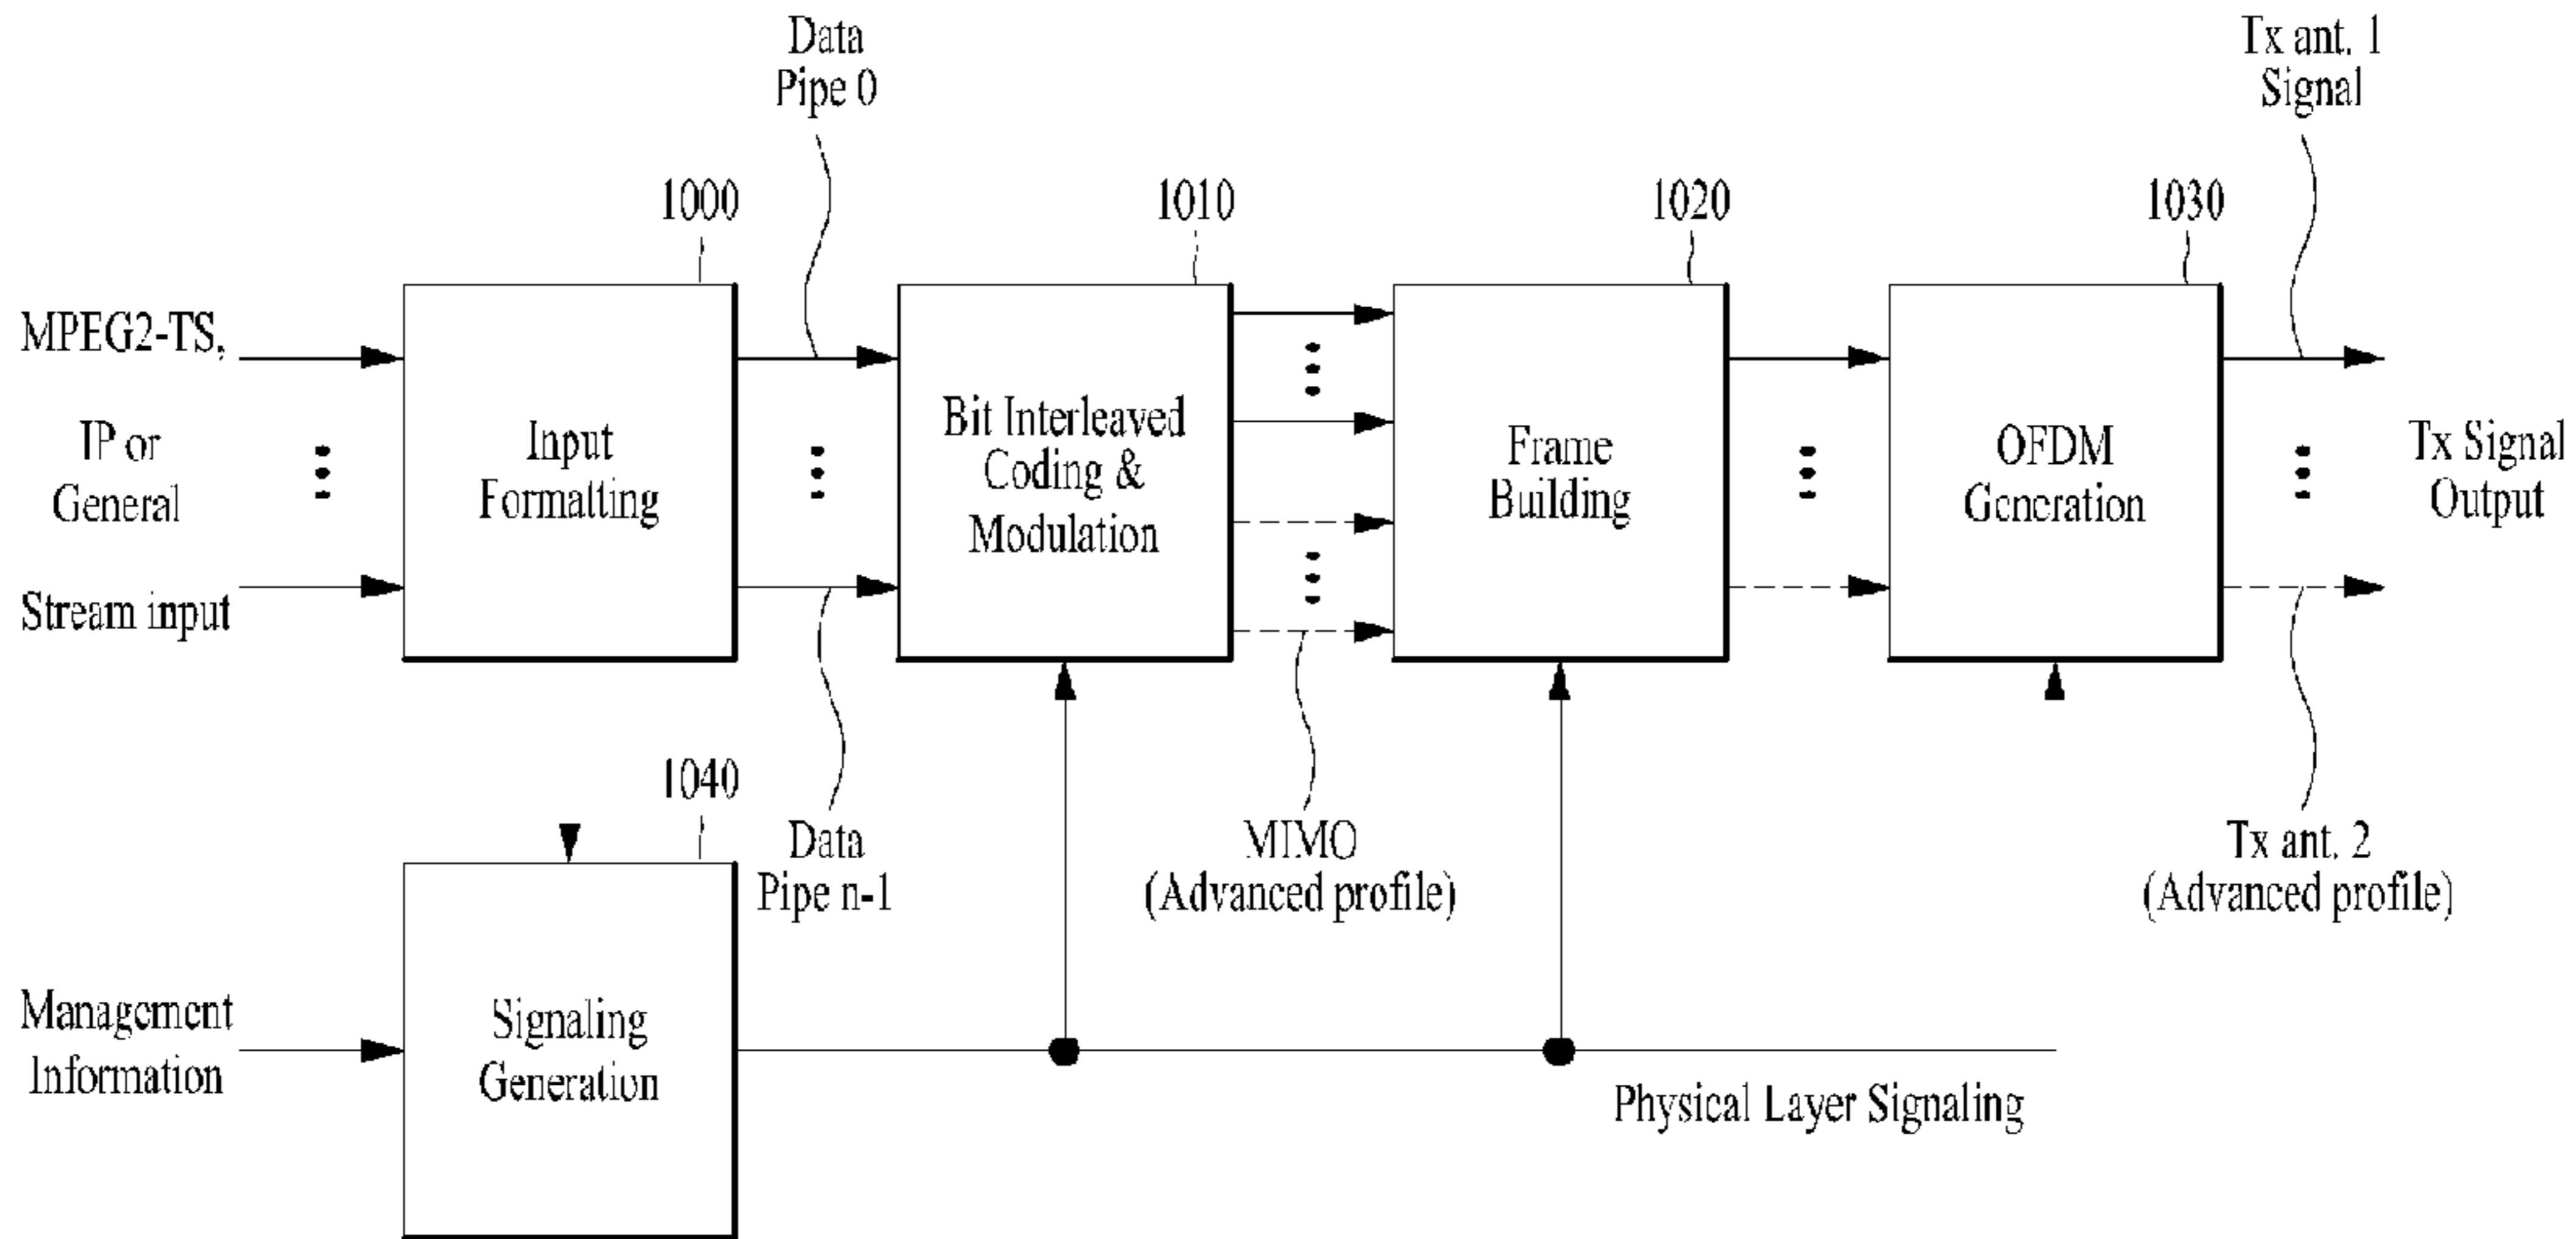 Data
Pipe 0
Tx ant. 1
Signal
1000
1010
1020
1030
MPEG2-TS,
IP or
General
Stream input
Input
Formatting
Bit Interleaved
Coding &
Modulation
Frame
Building
OFDM
Generation
Tx Signal
Output
1040
Data
Pipe n-1
MIMO
(Advanced profile)
Tx ant. 2
(Advanced profile)
Management
Information
Signaling
Generation
Physical Layer Signaling